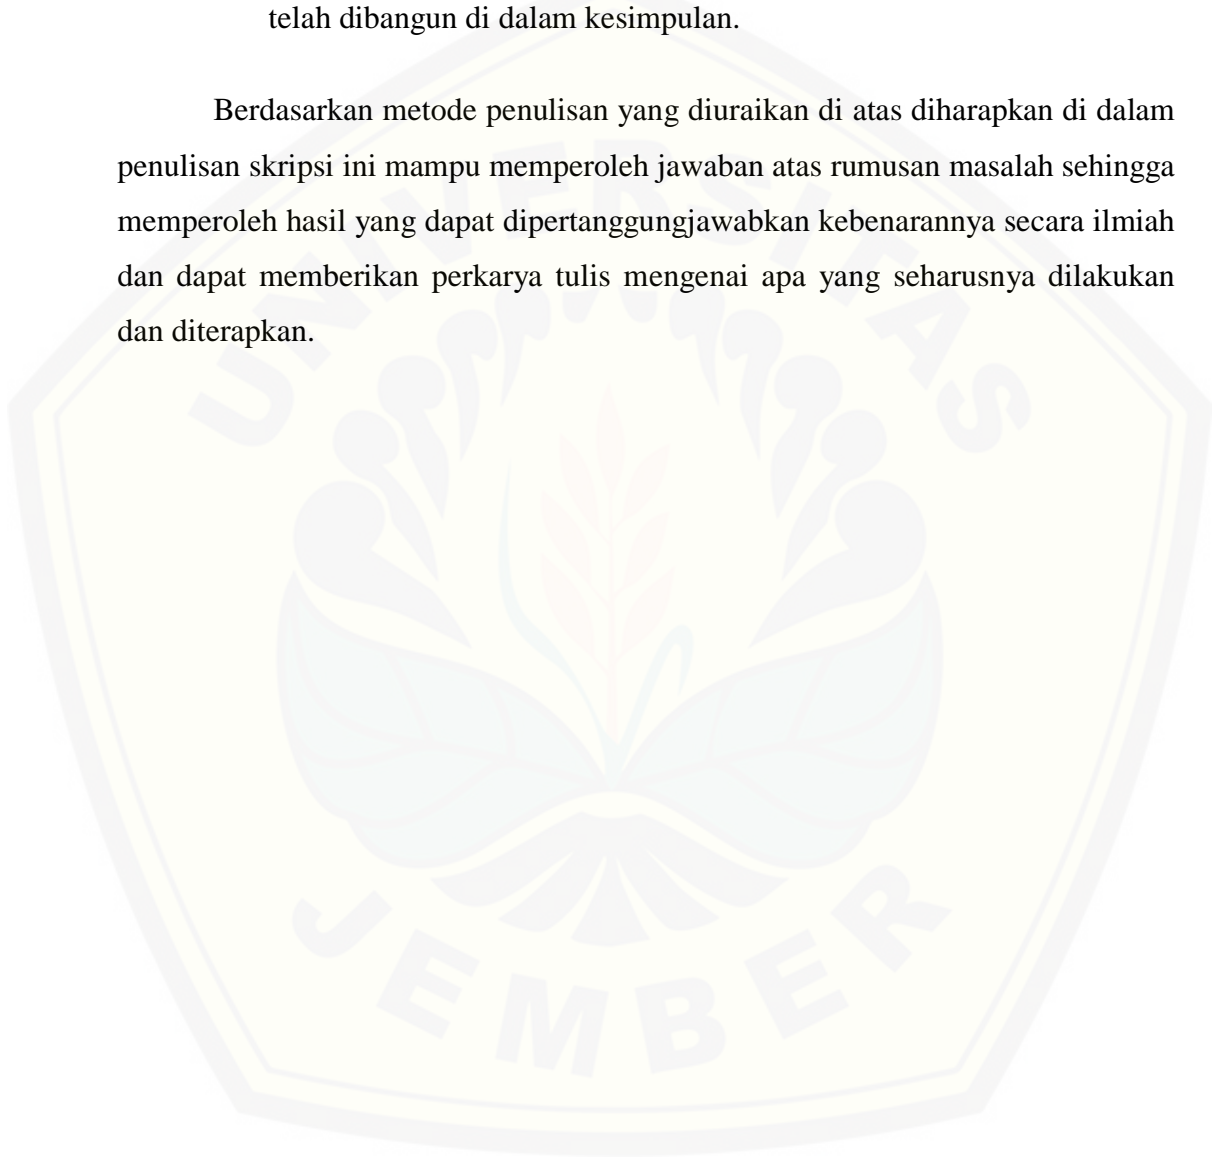 telah dibangun di dalam kesimpulan.
Berdasarkan metode penulisan yang diuraikan di atas diharapkan di dalam
penulisan skripsi ini mampu memperoleh jawaban atas rumusan masalah sehingga
memperoleh hasil yang dapat dipertanggungjawabkan kebenarannya secara ilmiah
dan dapat memberikan perkarya tulis mengenai apa yang seharusnya dilakukan
dan diterapkan.
UNIVERSITAS
JEMBER